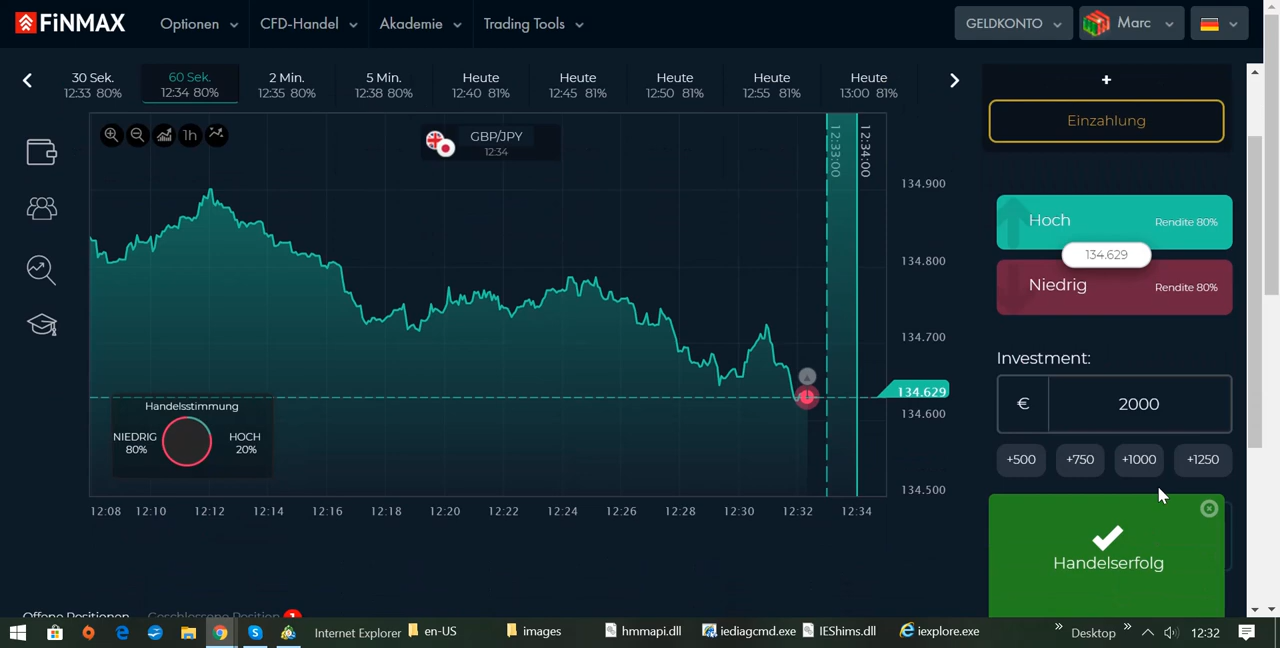 FiNMAX
Optionen
CFD-Handel
Akademie
Trading Tools
GELDKONTO
Marc
30 Sek.
12:33 80%
60 Sek.
12:34 80%
2 Min.
12:35 80%
5 Min.
12:38 80%
Heute
12:40 81%
Heute
12:45 81%
Heute
12:50 81%
Heute
12:55 81%
Heute
13:00 81%
+
Einzahlung
1h
GBP/JPY
12:34
12:33:00
12:34:00
134.900
134.800
134.700
134.629
134.600
134.500
Handelsstimmung
NIEDRIG
80%
HOCH
20%
12:08 12:10 12:12 12:14 12:16 12:18 12:20 12:22 12:24 12:26 12:28 12:30 12:32 12:34
Hoch
Rendite 80%
134.629
Niedrig
Rendite 80%
Investment:
€ 2000
+500 +750 +1000 +1250
Handelserfolg
Offene Positionen
Geschlossene Position
1
Internet Explorer
en-US
images
hmmapi.dll
iediagcmd.exe
IEShims.dll
iexplore.exe
Desktop
12:32